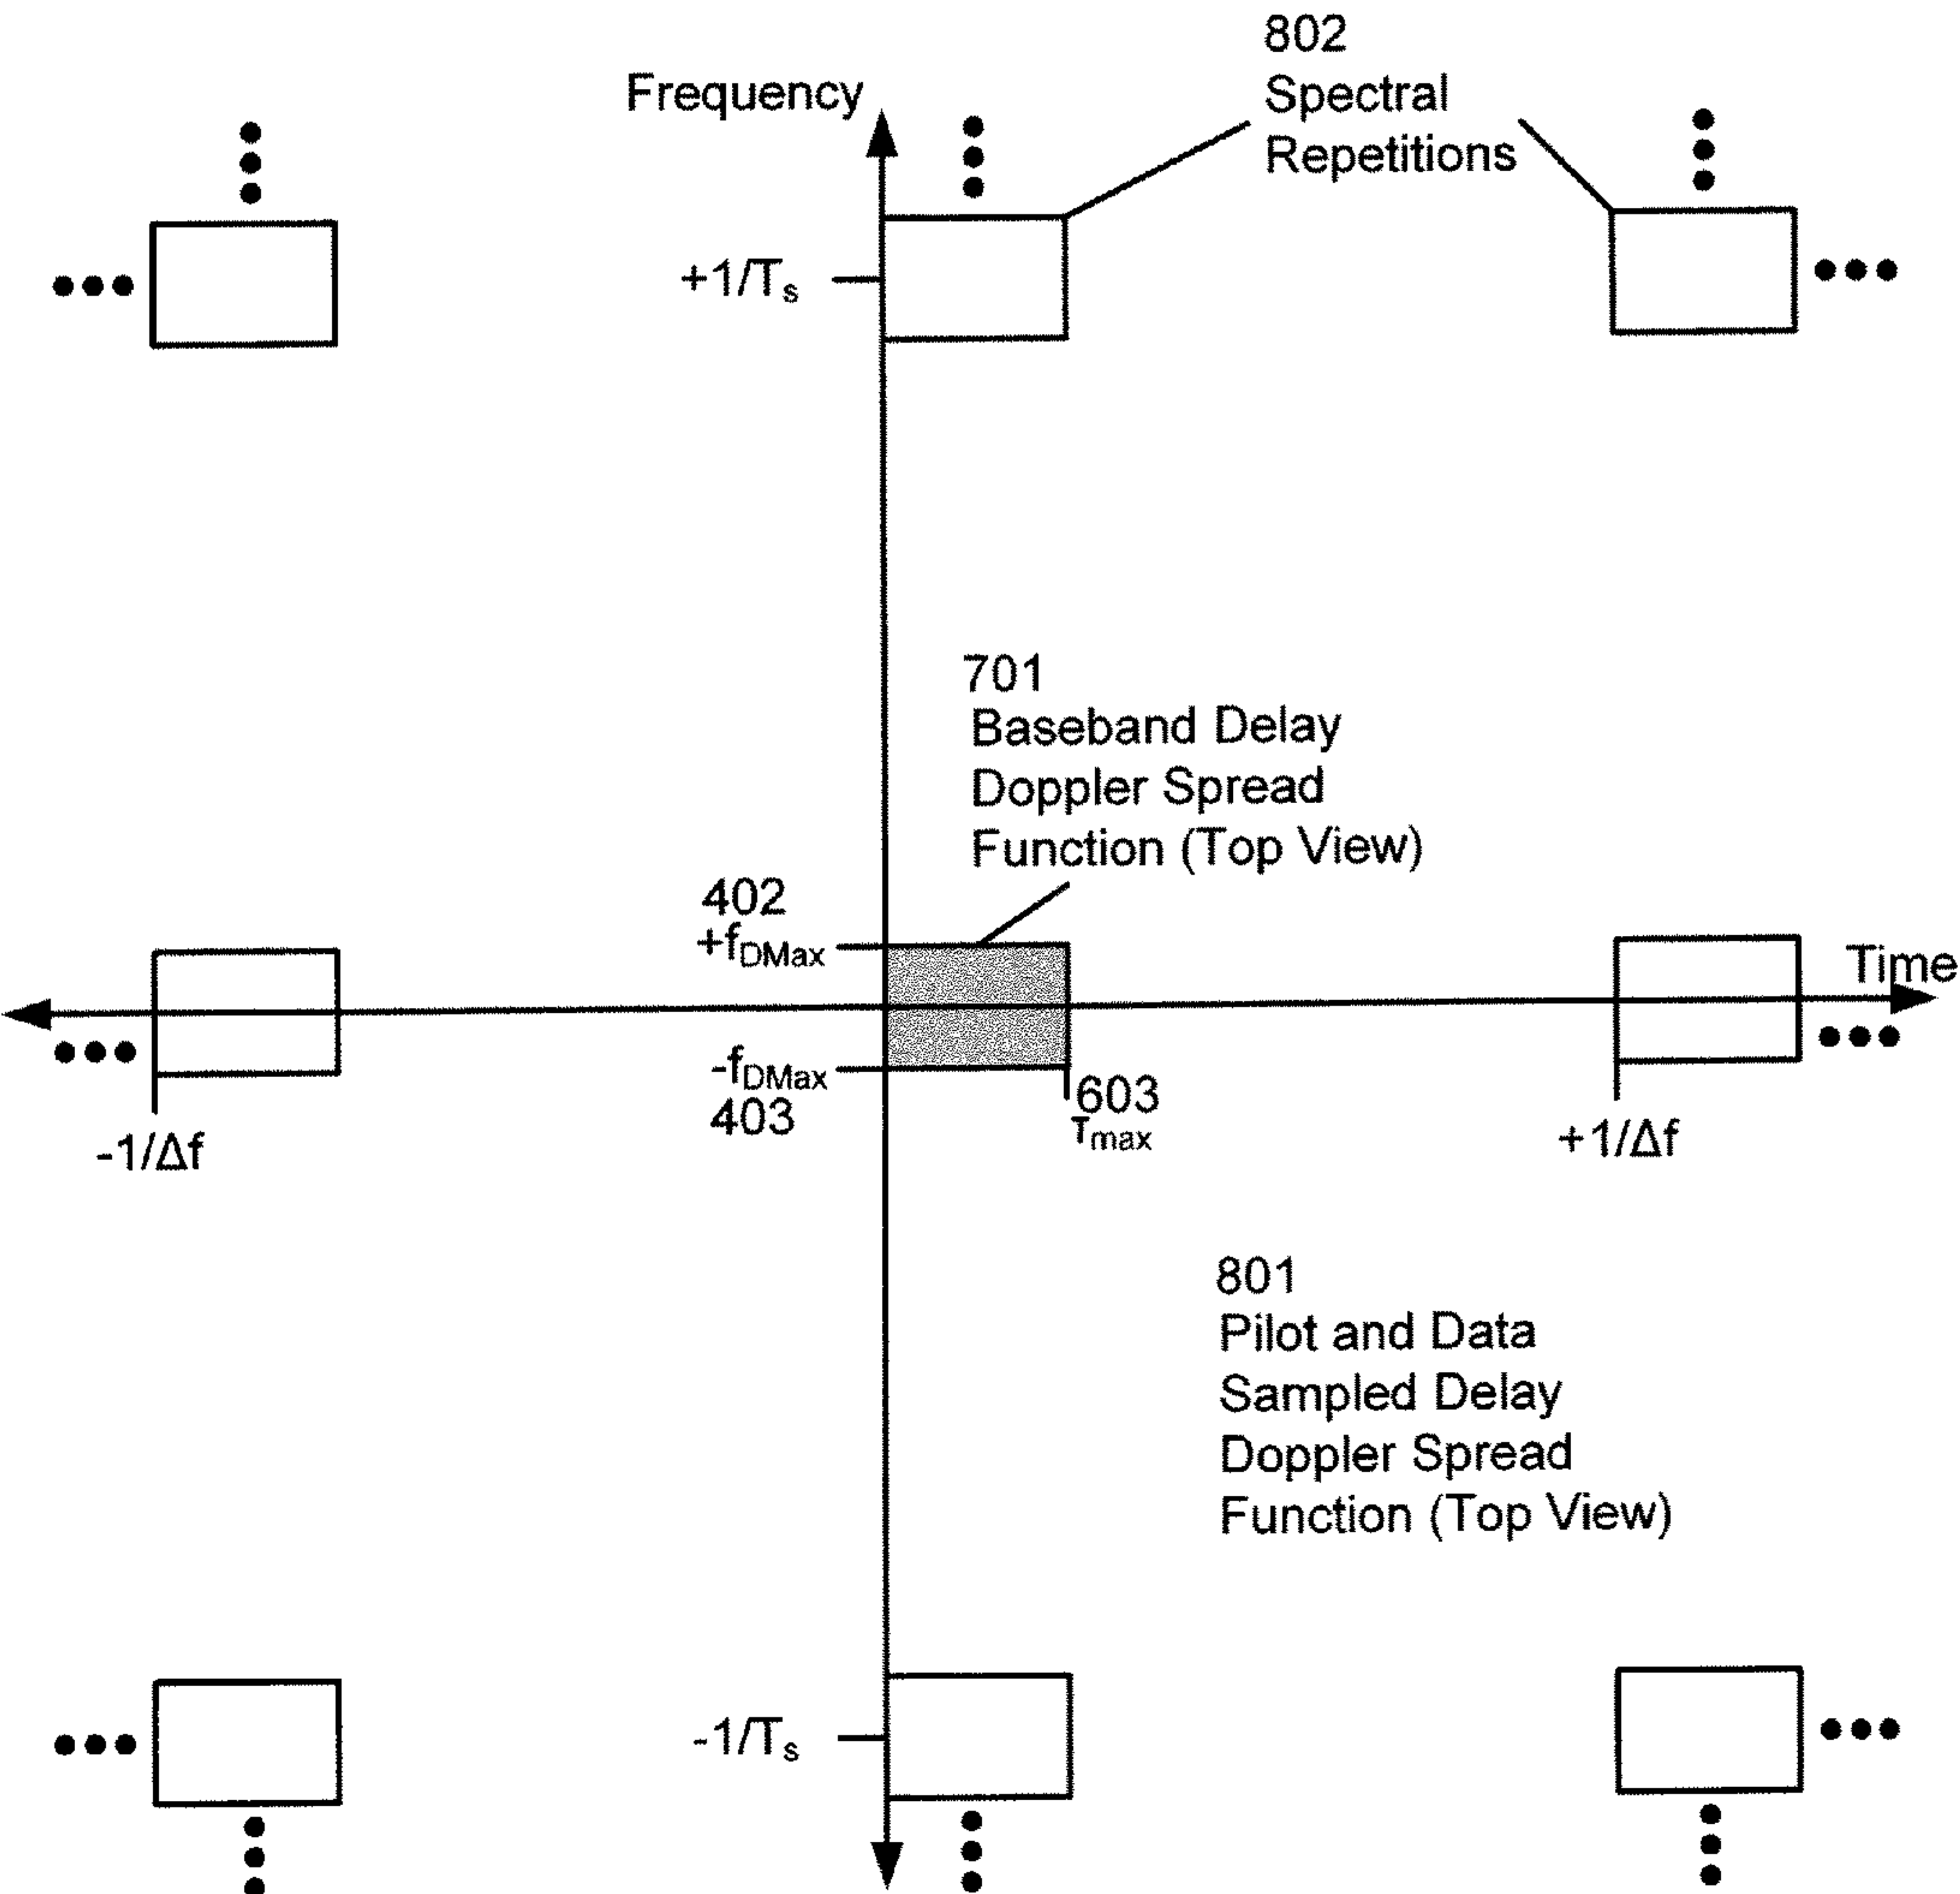 802
Spectral
Repetitions
Frequency
+1/Ts
701
Baseband Delay
Doppler Spread
Function (Top View)
402
+fDMax
Time
-fDMax
403
603
τmax
-1/Δf
+1/Δf
801
Pilot and Data
Sampled Delay
Doppler Spread
Function (Top View)
-1/Ts